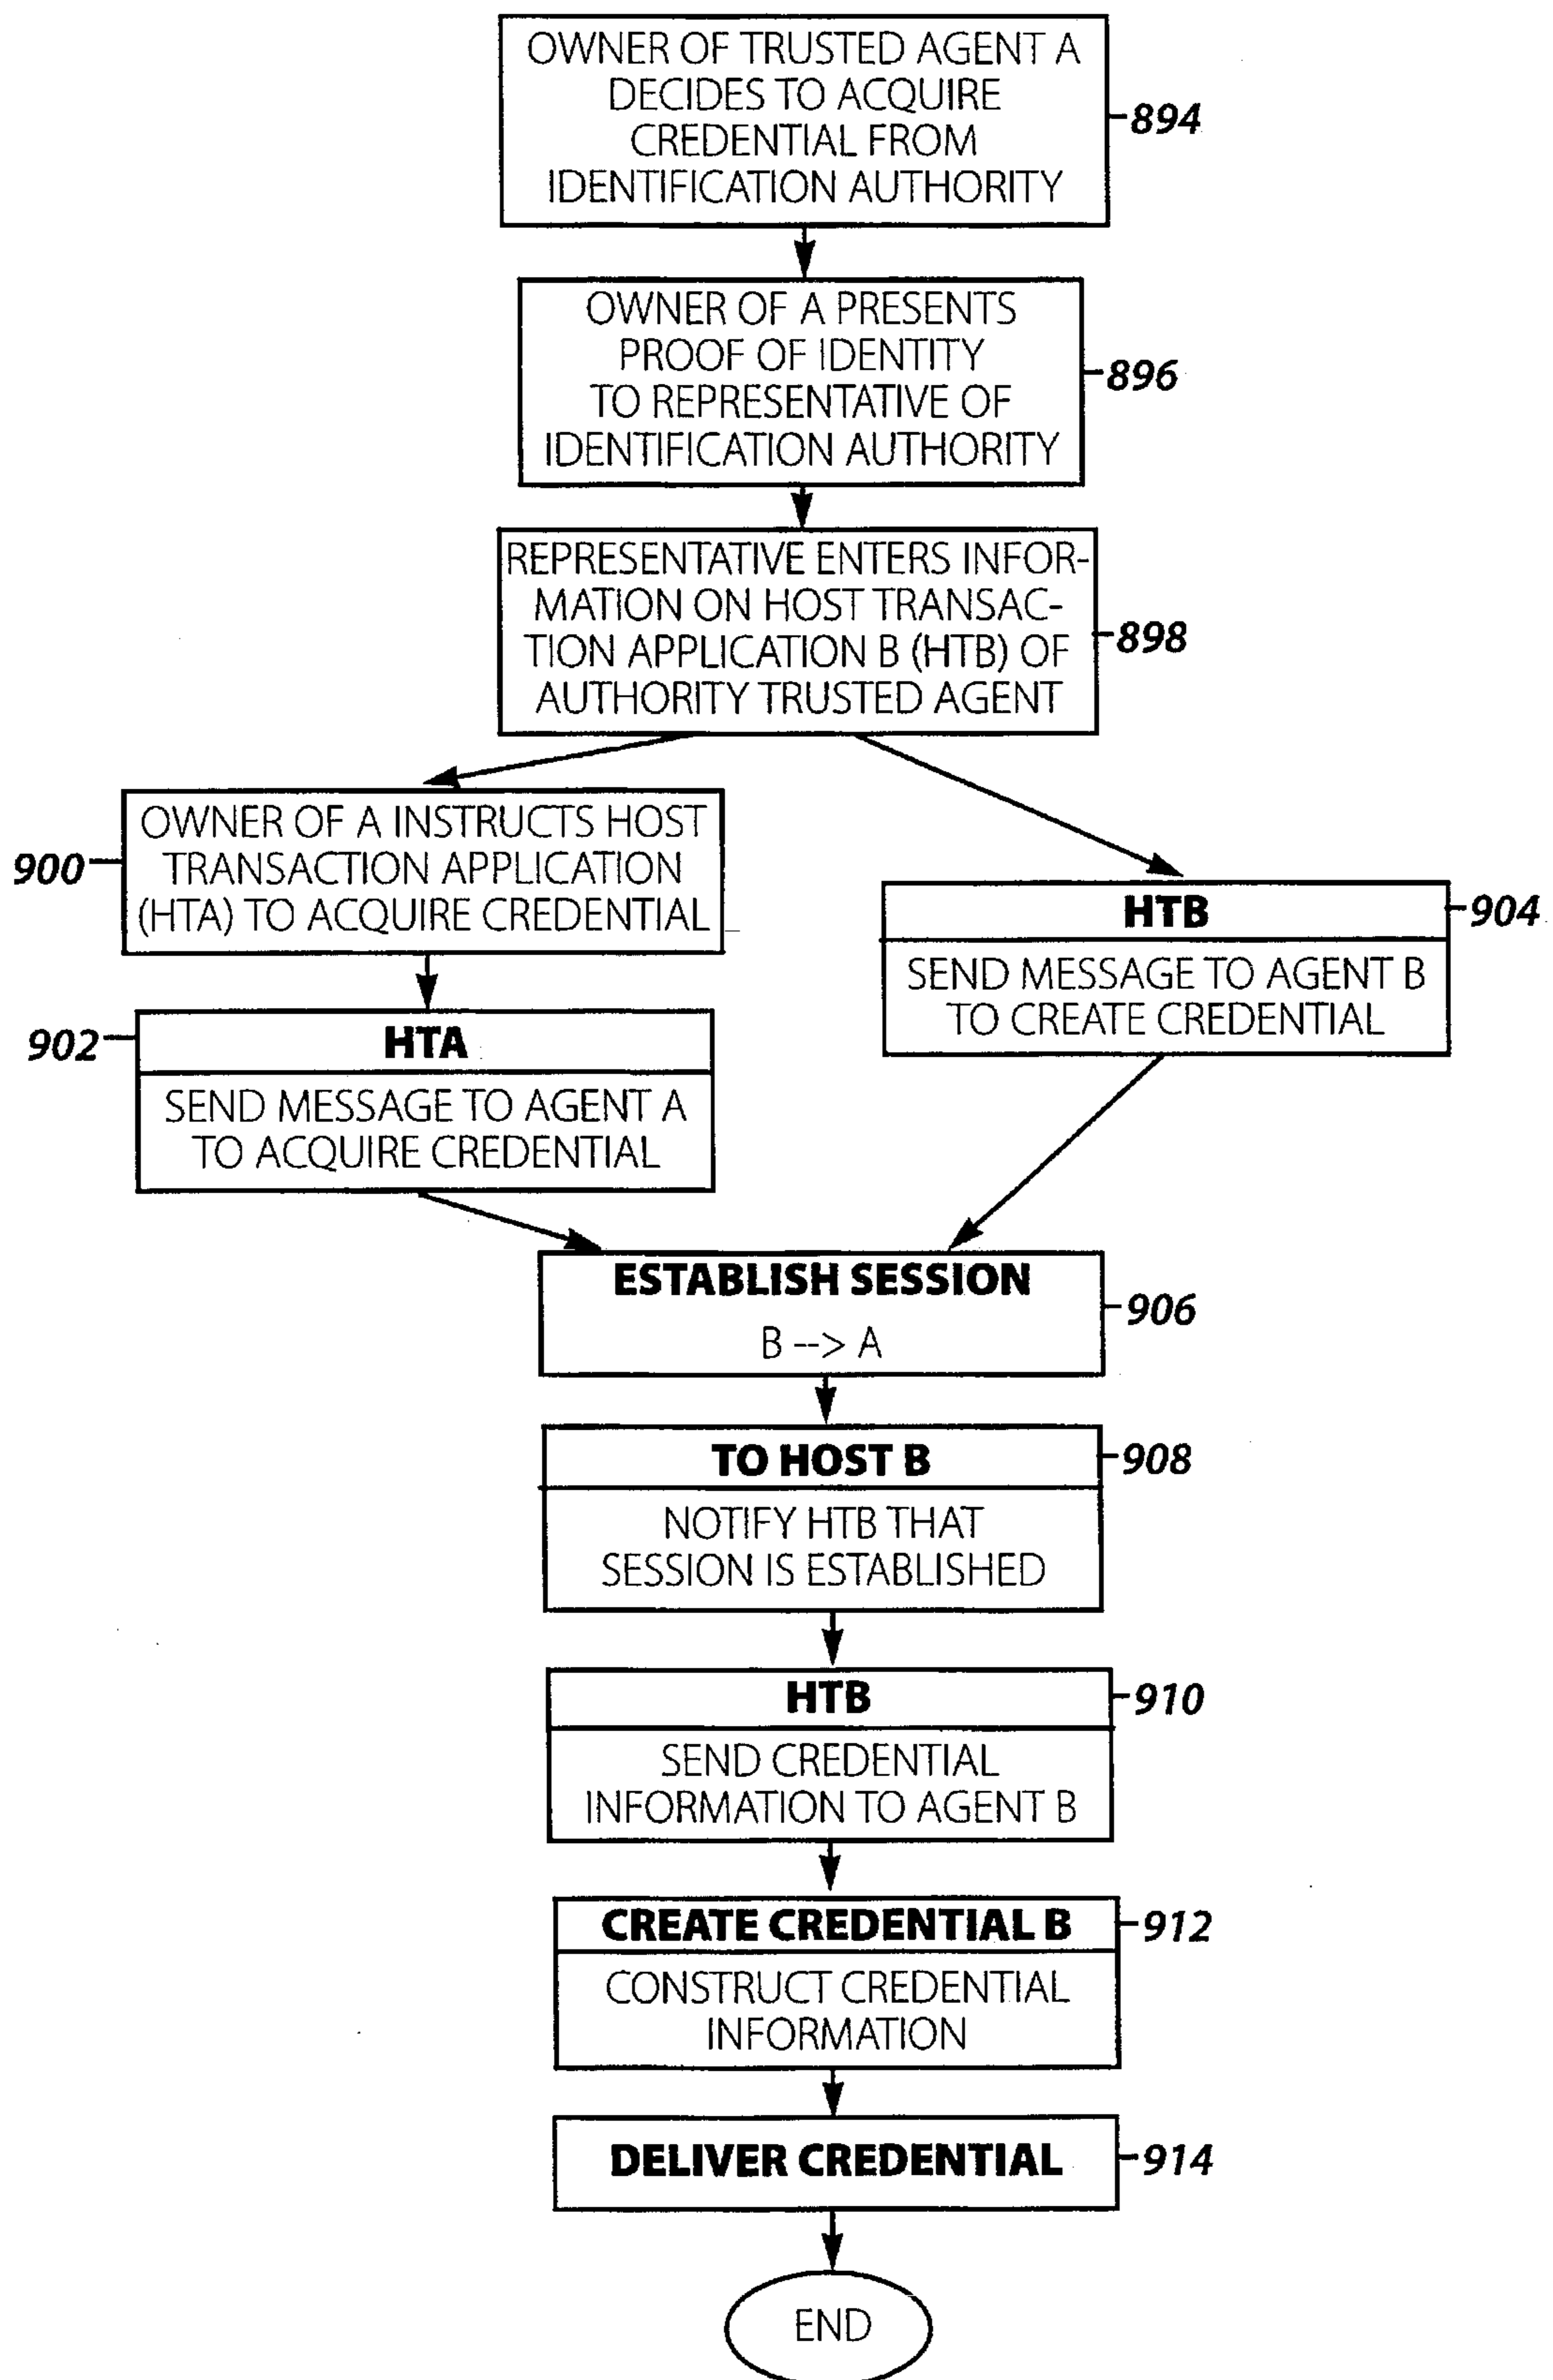 OWNER OF TRUSTED AGENT A
DECIDES TO ACQUIRE
CREDENTIAL FROM
IDENTIFICATION AUTHORITY
894
OWNER OF A PRESENTS
PROOF OF IDENTITY
TO REPRESENTATIVE OF
IDENTIFICATION AUTHORITY
896
REPRESENTATIVE ENTERS INFOR-
MATION ON HOST TRANSAC-
TION APPLICATION B (HTB) OF
AUTHORITY TRUSTED AGENT
898
900
OWNER OF A INSTRUCTS HOST
TRANSACTION APPLICATION
(HTA) TO ACQUIRE CREDENTIAL
HTB
904
SEND MESSAGE TO AGENT B
TO CREATE CREDENTIAL
902
HTA
SEND MESSAGE TO AGENT A
TO ACQUIRE CREDENTIAL
ESTABLISH SESSION
B --> A
906
TO HOST B
908
NOTIFY HTB THAT
SESSION IS ESTABLISHED
HTB
910
SEND CREDENTIAL
INFORMATION TO AGENT B
CREATE CREDENTIAL B
912
CONSTRUCT CREDENTIAL
INFORMATION
DELIVER CREDENTIAL
914
END